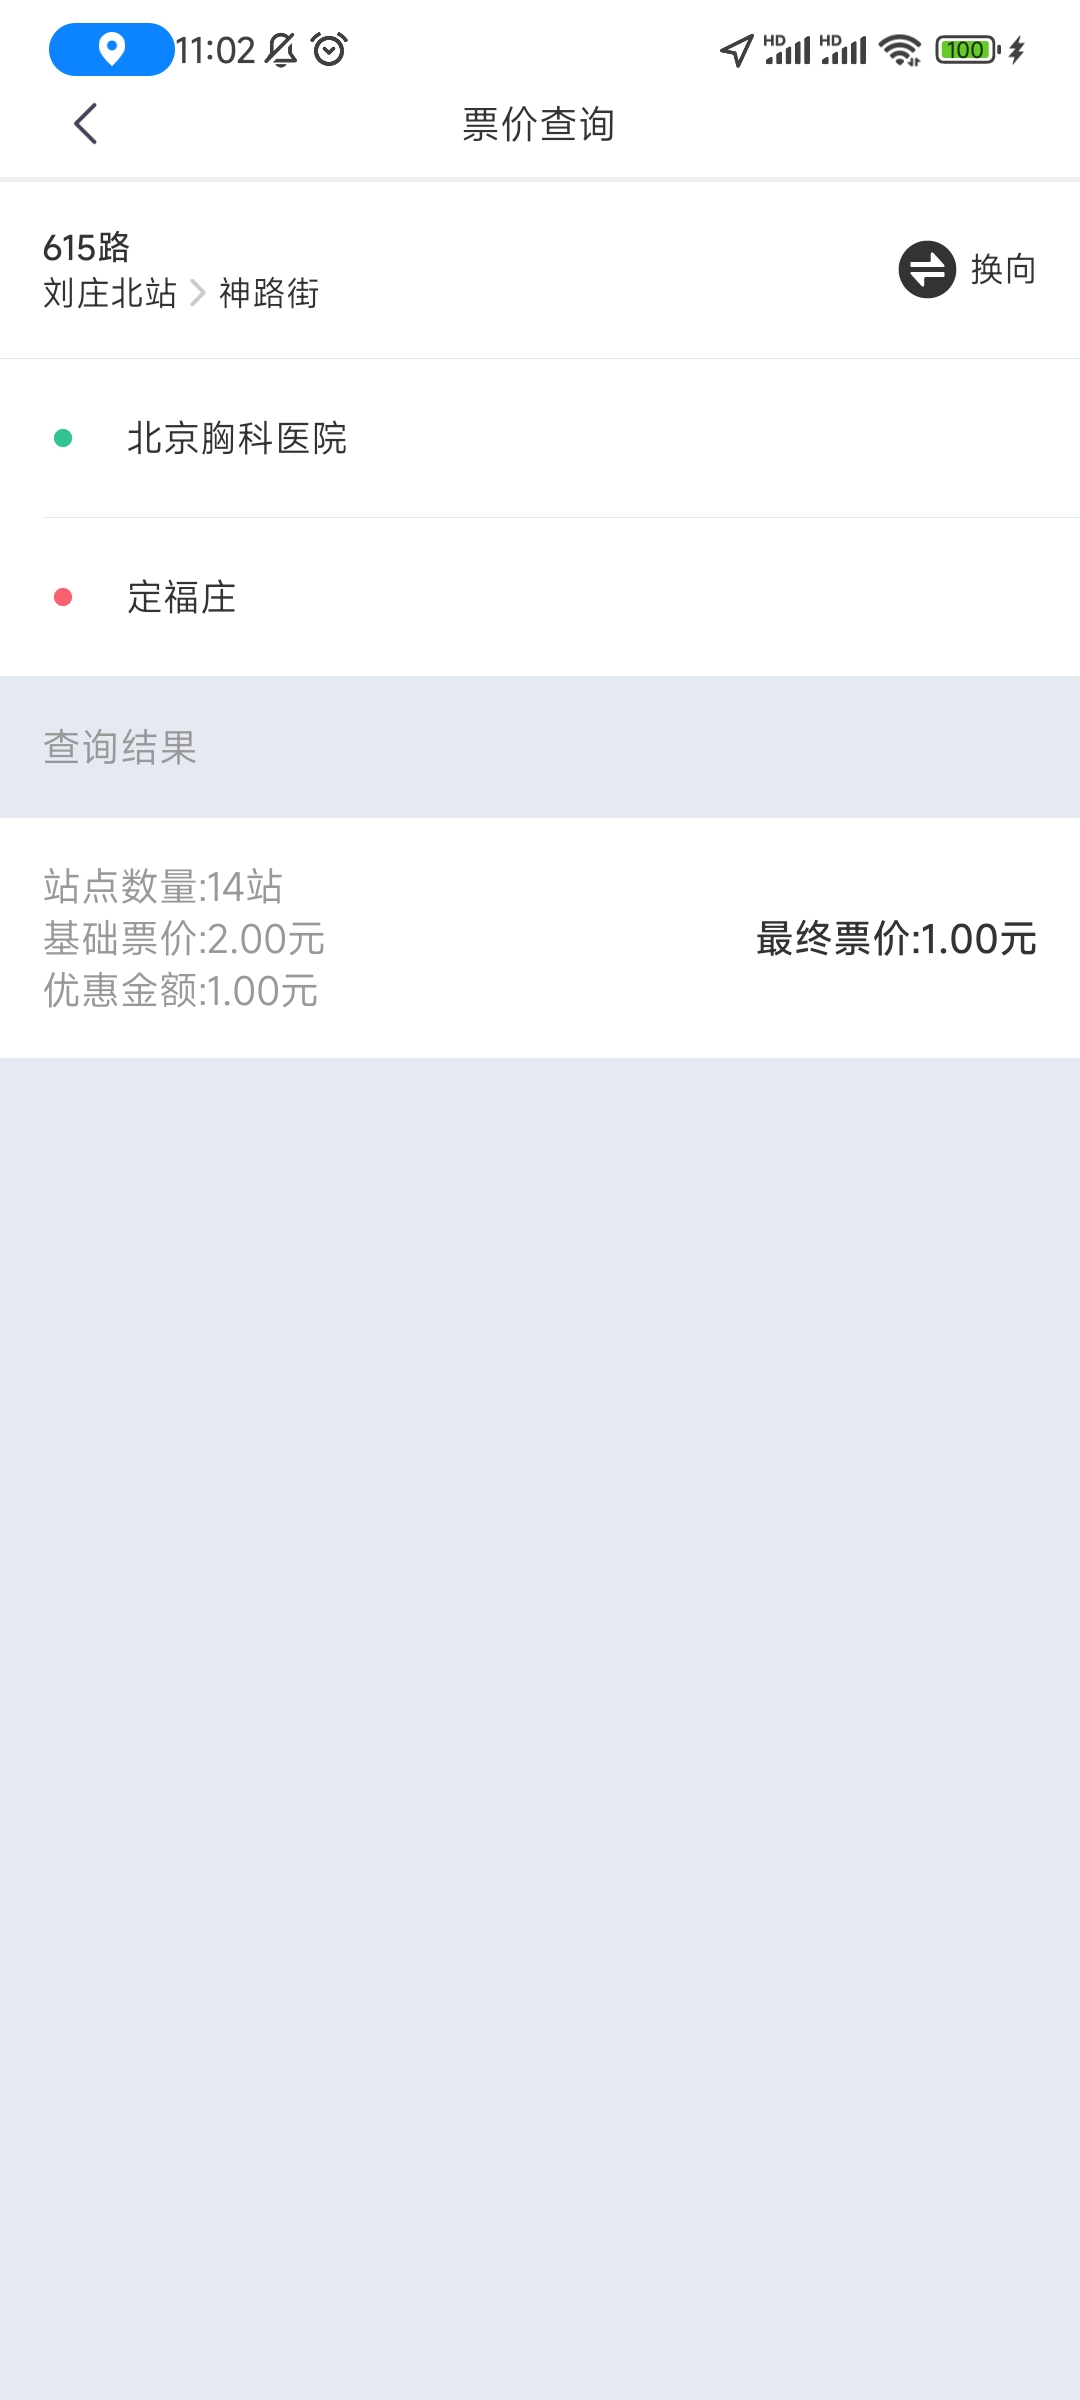 11:02
HD HD 100
票价查询
615路
刘庄北站 > 神路街
换向
北京胸科医院
定福庄
查询结果
站点数量:14站
基础票价:2.00元
优惠金额:1.00元
最终票价:1.00元